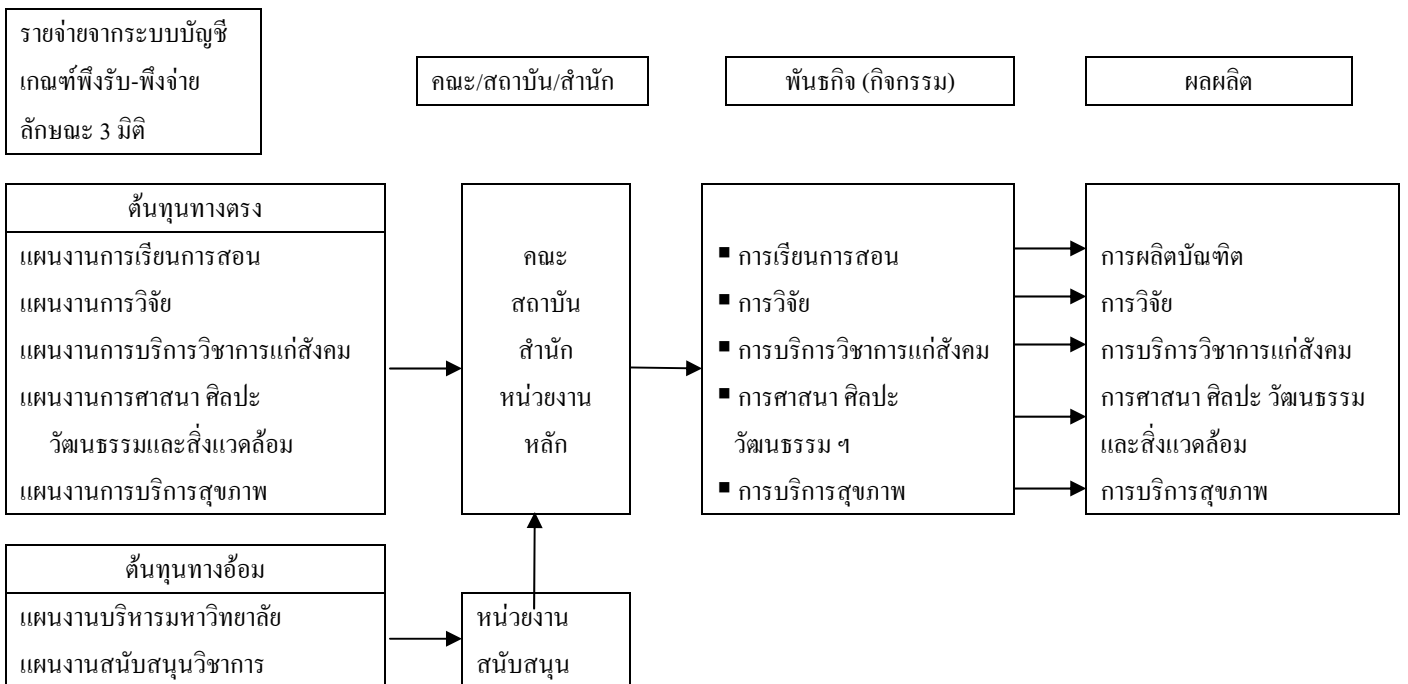 รายจ่ายจากระบบบัญชี
เกณฑ์พึงรับ-พึงจ่าย
ลักษณะ 3 มิติ
คณะ/สถาบัน/สำนัก
พันธกิจ (กิจกรรม)
ผลผลิต
ต้นทุนทางตรง
แผนงานการเรียนการสอน
แผนงานการวิจัย
แผนงานการบริการวิชาการแก่สังคม
แผนงานการศาสนา ศิลปะ
วัฒนธรรมและสิ่งแวดล้อม
แผนงานการบริการสุขภาพ
คณะ
สถาบัน
สำนัก
หน่วยงาน
หลัก
▪ การเรียนการสอน
▪ การวิจัย
▪ การบริการวิชาการแก่สังคม
▪ การศาสนา ศิลปะ
วัฒนธรรม ฯ
▪ การบริการสุขภาพ
การผลิตบัณฑิต
การวิจัย
การบริการวิชาการแก่สังคม
การศาสนา ศิลปะ วัฒนธรรม
และสิ่งแวดล้อม
การบริการสุขภาพ
ต้นทุนทางอ้อม
แผนงานบริหารมหาวิทยาลัย
แผนงานสนับสนุนวิชาการ
หน่วยงาน
สนับสนุน